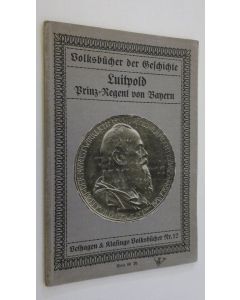 Volksbücher der Geschichte
Luitpold
Prinz-Regent von Bayern
Velhagen & Klasings Volksbücher Nr. 12